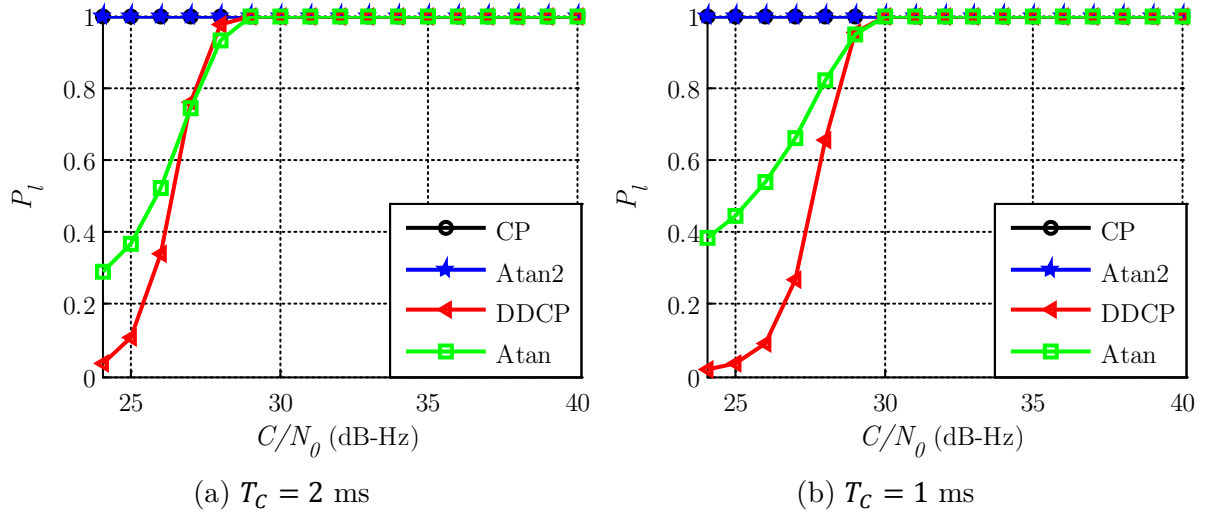 1
0.8
0.6
0.4
0.2
0
P_l
25 30 35 40
C/N_0 (dB-Hz)
CP
Atan2
DDCP
Atan
(a) T_C = 2 ms
1
0.8
0.6
0.4
0.2
0
P_l
25 30 35 40
C/N_0 (dB-Hz)
CP
Atan2
DDCP
Atan
(b) T_C = 1 ms